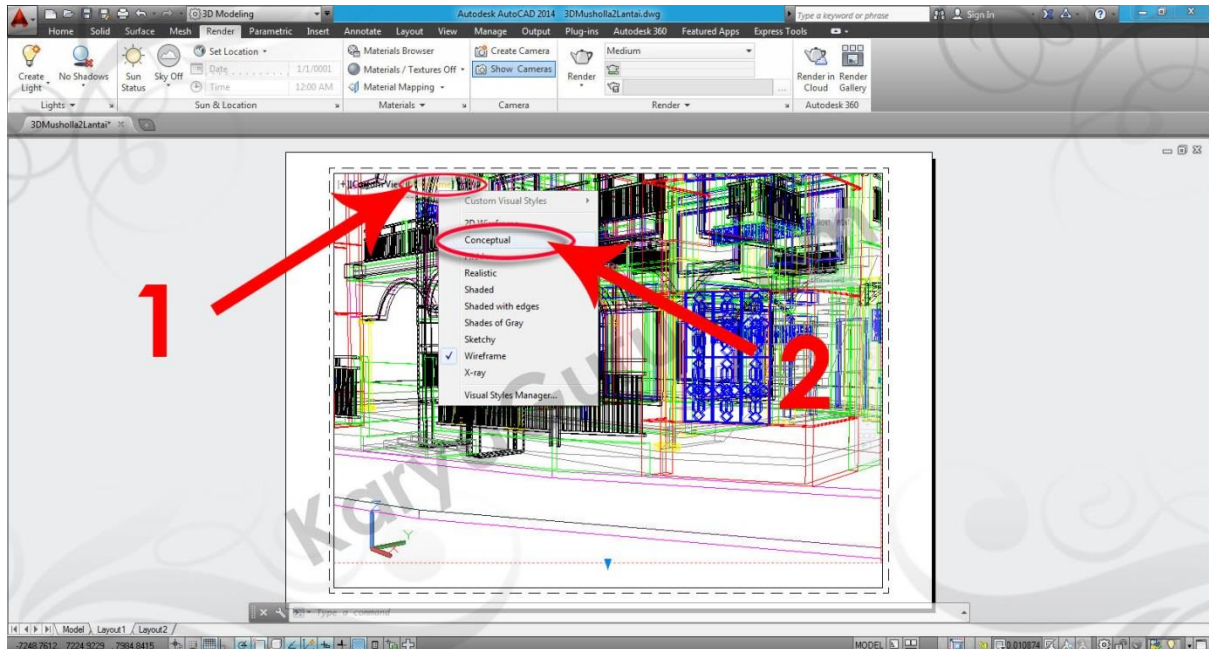 3D Modeling
Autodesk AutoCAD 2014 3DMusholla2Lantai.dwg
Type a keyword or phrase
Sign In
Home Solid Surface Mesh Render Parametric Insert Annotate Layout View Manage Output Plug-ins Autodesk 360 Featured Apps Express Tools
Create Light
No Shadows
Sun Status
Sky Off
Set Location
Date 1/1/0001
Time 12:00 AM
Materials Browser
Materials / Textures Off
Material Mapping
Create Camera
Show Cameras
Render
Medium
Render in Cloud
Render Gallery
Lights
Sun & Location
Materials
Camera
Render
Autodesk 360
3DMusholla2Lantai*
Custom Visual Styles
2D Wireframe
Conceptual
Realistic
Shaded
Shaded with edges
Shades of Gray
Sketchy
Wireframe
X-ray
Visual Styles Manager...
1
2
Z
Y
X
Type a command
Model Layout1 Layout2
-7248.7612, 7224.9229, 7984.8415
MODEL
0.010874